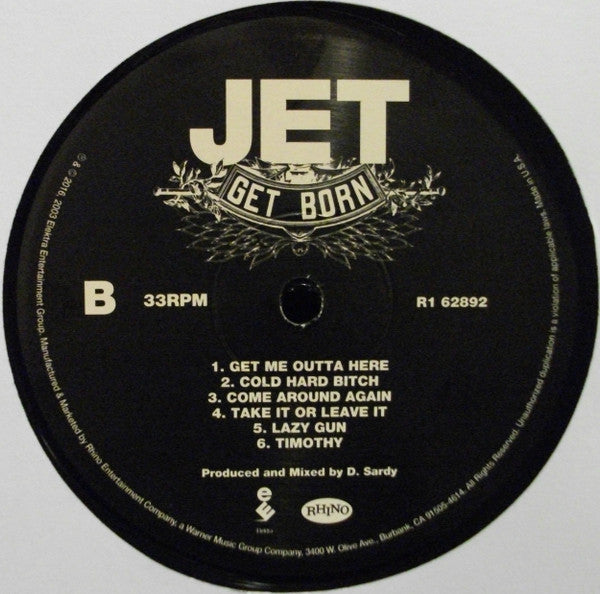 JET
GET BORN
B
33RPM
R1 62892
1. GET ME OUTTA HERE
2. COLD HARD BITCH
3. COME AROUND AGAIN
4. TAKE IT OR LEAVE IT
5. LAZY GUN
6. TIMOTHY
Produced and Mixed by D. Sardy
RHINO
℗ & © 2016, 2003 Elektra Entertainment Group. Manufactured & Marketed by Rhino Entertainment Company, a Warner Music Group Company, 3400 W. Olive Ave., Burbank, CA 91505-4614. All Rights Reserved. Unauthorized duplication is a violation of applicable laws. Made in U.S.A.